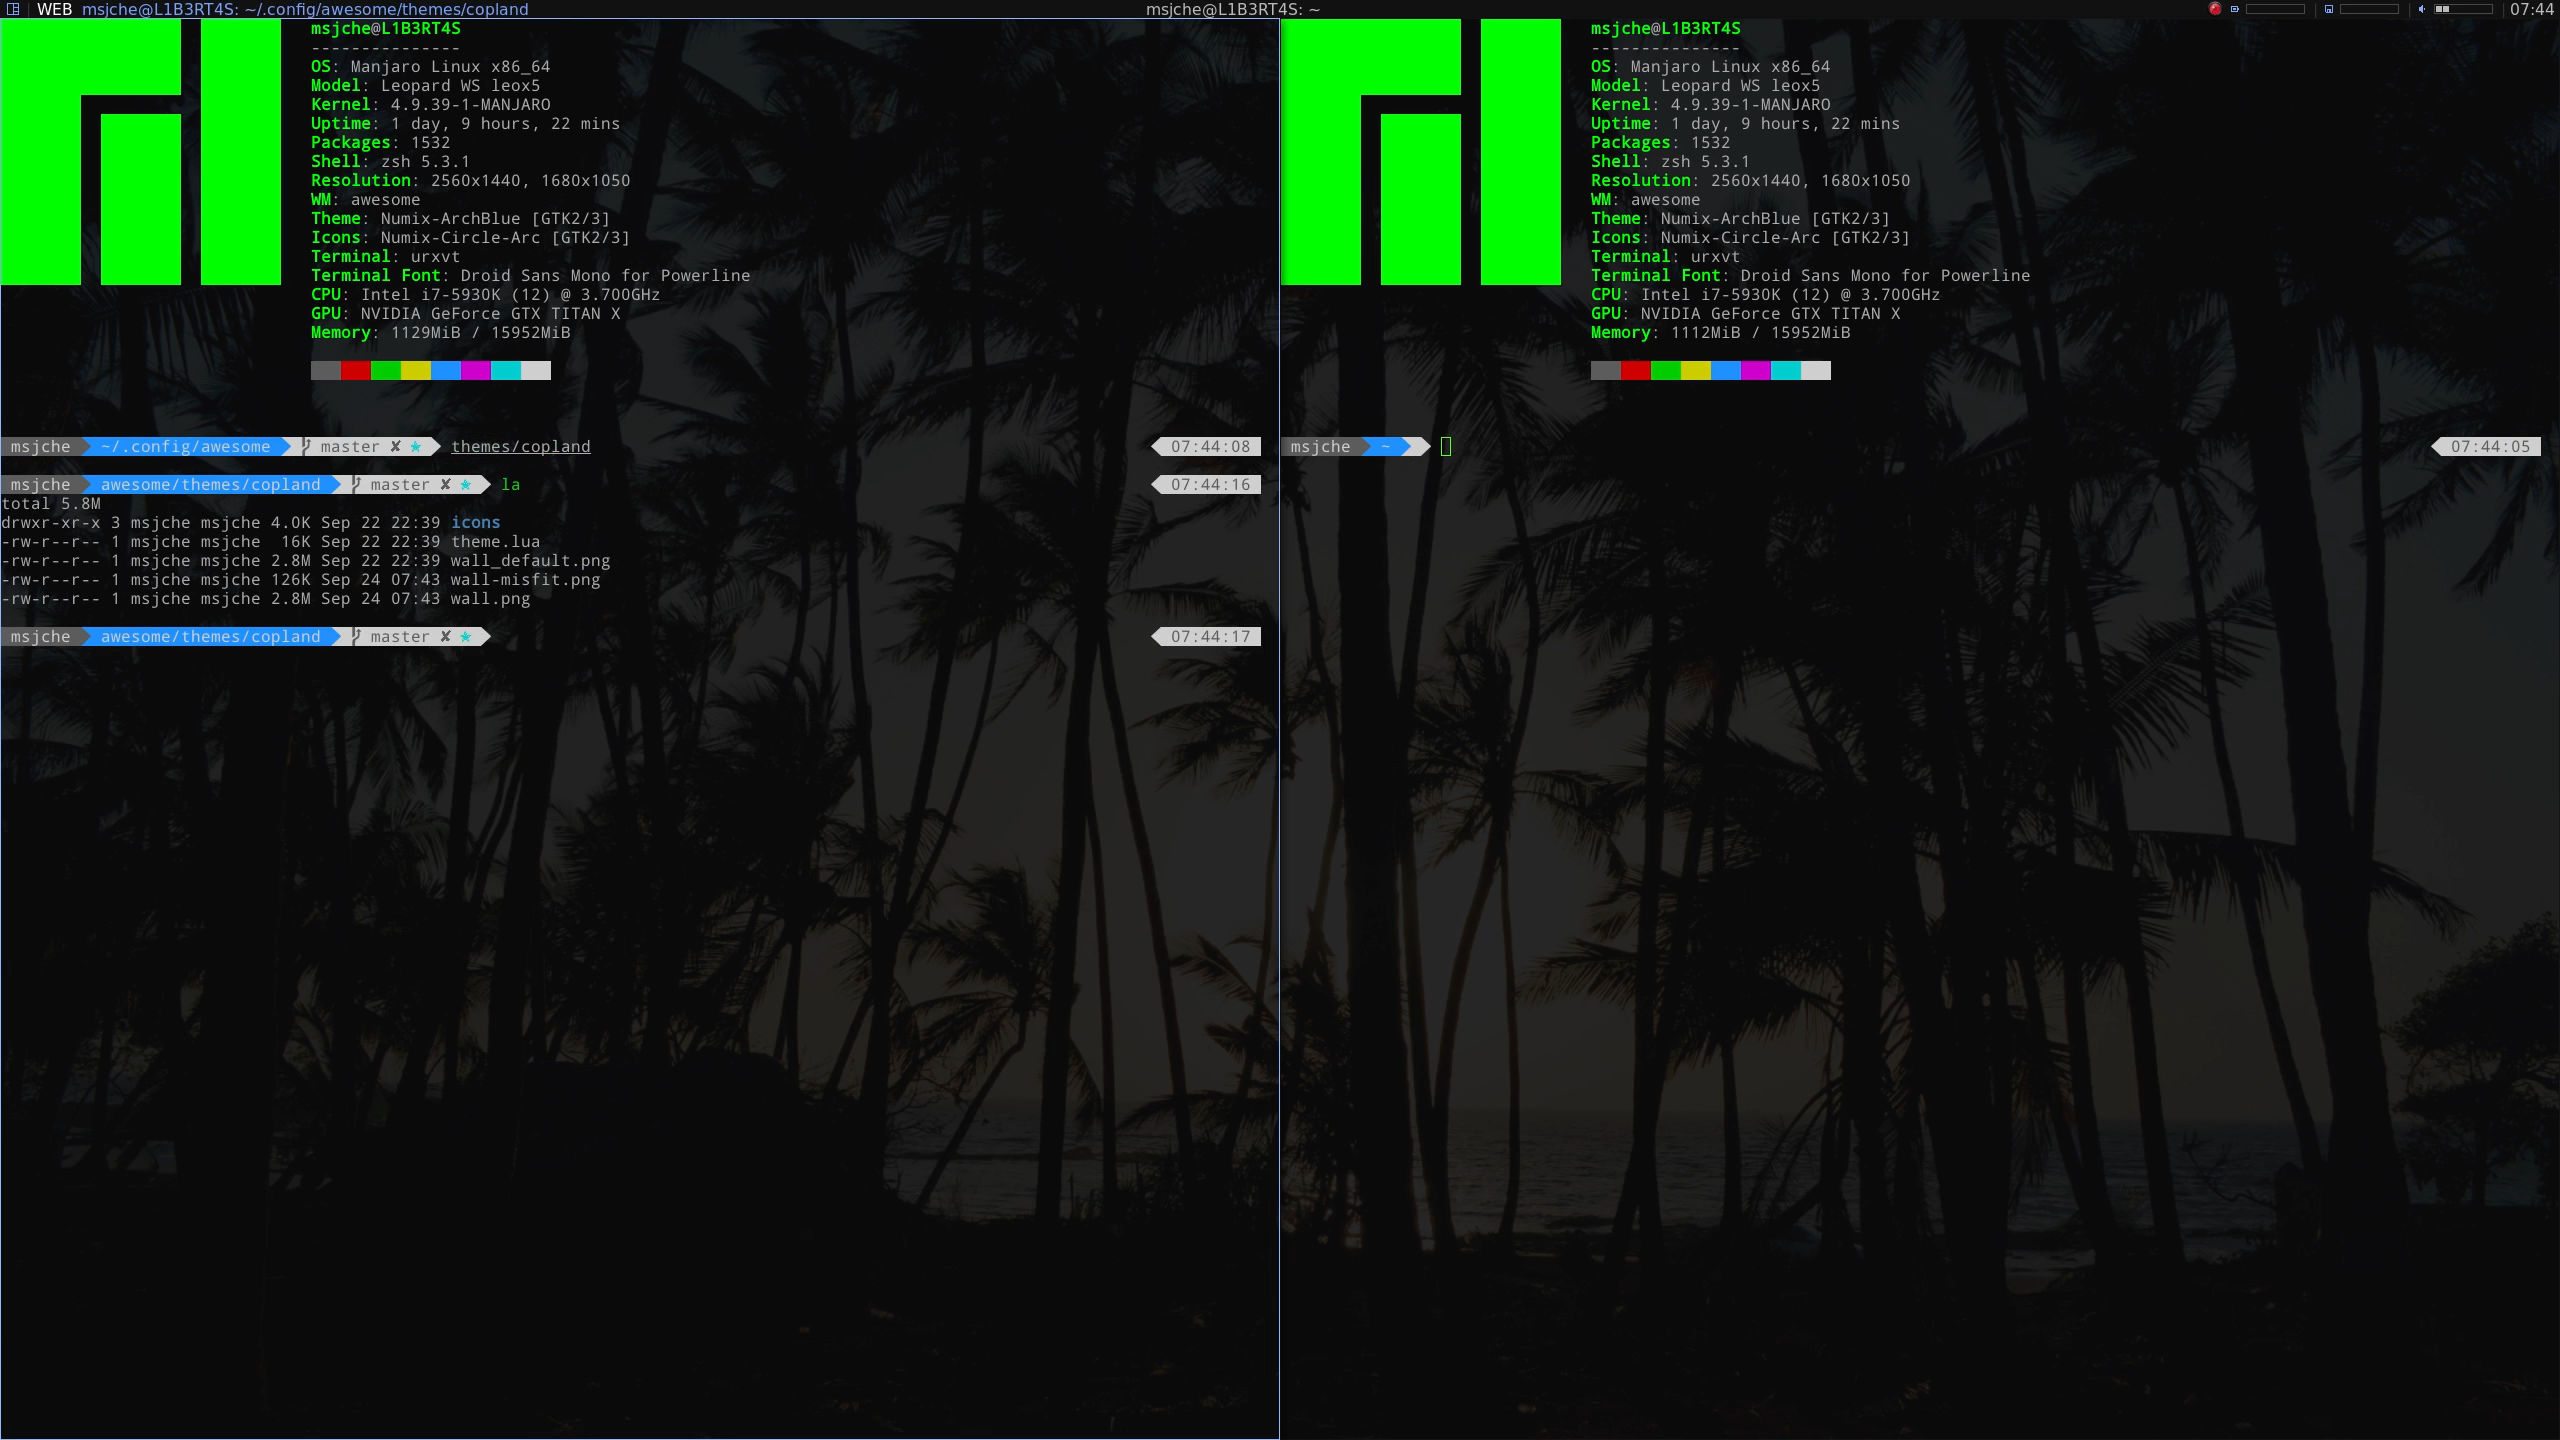 WEB msjche@L1B3RT4S: ~/.config/awesome/themes/copland
msjche@L1B3RT4S: ~
07:44
msjche@L1B3RT4S
---------------
OS: Manjaro Linux x86_64
Model: Leopard WS leox5
Kernel: 4.9.39-1-MANJARO
Uptime: 1 day, 9 hours, 22 mins
Packages: 1532
Shell: zsh 5.3.1
Resolution: 2560x1440, 1680x1050
WM: awesome
Theme: Numix-ArchBlue [GTK2/3]
Icons: Numix-Circle-Arc [GTK2/3]
Terminal: urxvt
Terminal Font: Droid Sans Mono for Powerline
CPU: Intel i7-5930K (12) @ 3.700GHz
GPU: NVIDIA GeForce GTX TITAN X
Memory: 1129MiB / 15952MiB
msjche ~/.config/awesome master ✘ ★ themes/copland 07:44:08
msjche awesome/themes/copland master ✘ ★ la 07:44:16
total 5.8M
drwxr-xr-x 3 msjche msjche 4.0K Sep 22 22:39 icons
-rw-r--r-- 1 msjche msjche  16K Sep 22 22:39 theme.lua
-rw-r--r-- 1 msjche msjche 2.8M Sep 22 22:39 wall_default.png
-rw-r--r-- 1 msjche msjche 126K Sep 24 07:43 wall-misfit.png
-rw-r--r-- 1 msjche msjche 2.8M Sep 24 07:43 wall.png
msjche awesome/themes/copland master ✘ ★ 07:44:17
msjche@L1B3RT4S
---------------
OS: Manjaro Linux x86_64
Model: Leopard WS leox5
Kernel: 4.9.39-1-MANJARO
Uptime: 1 day, 9 hours, 22 mins
Packages: 1532
Shell: zsh 5.3.1
Resolution: 2560x1440, 1680x1050
WM: awesome
Theme: Numix-ArchBlue [GTK2/3]
Icons: Numix-Circle-Arc [GTK2/3]
Terminal: urxvt
Terminal Font: Droid Sans Mono for Powerline
CPU: Intel i7-5930K (12) @ 3.700GHz
GPU: NVIDIA GeForce GTX TITAN X
Memory: 1112MiB / 15952MiB
msjche ~ 07:44:05